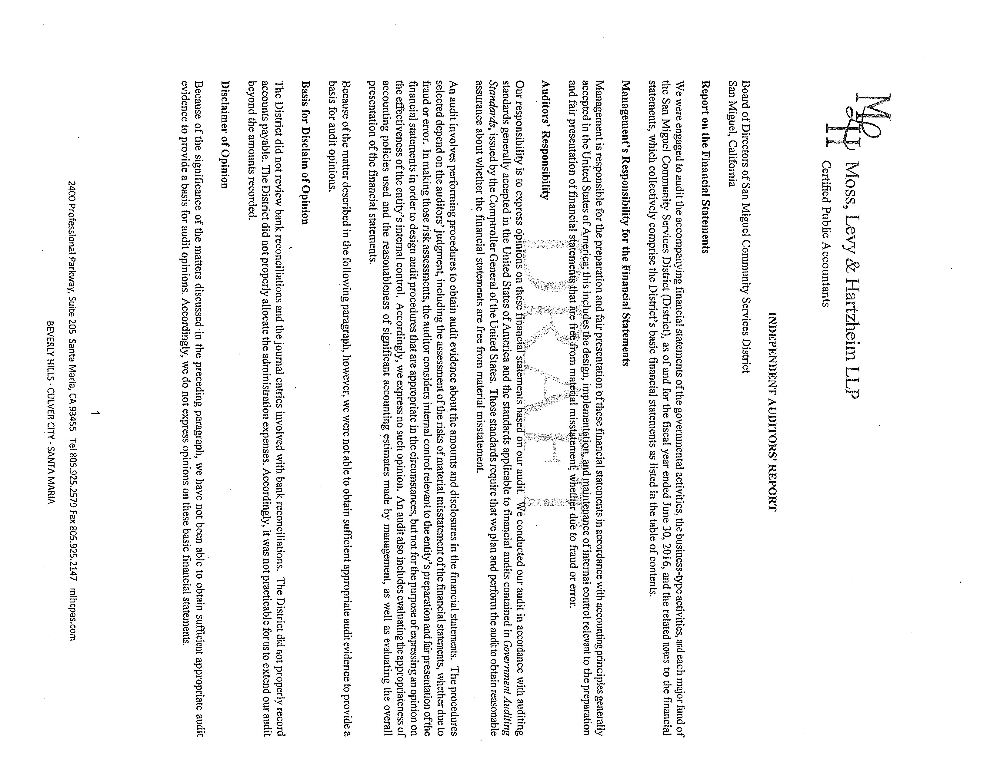 MLH
Moss, Levy & Hartzheim LLP
Certified Public Accountants
INDEPENDENT AUDITORS' REPORT
Board of Directors of San Miguel Community Services District
San Miguel, California
Report on the Financial Statements
We were engaged to audit the accompanying financial statements of the governmental activities, the business-type activities, and each major fund of
the San Miguel Community Services District (District), as of and for the fiscal year ended June 30, 2016, and the related notes to the financial
statements, which collectively comprise the District's basic financial statements as listed in the table of contents.
Management's Responsibility for the Financial Statements
Management is responsible for the preparation and fair presentation of these financial statements in accordance with accounting principles generally
accepted in the United States of America; this includes the design, implementation, and maintenance of internal control relevant to the preparation
and fair presentation of financial statements that are free from material misstatement, whether due to fraud or error.
DRAFT
Auditors' Responsibility
Our responsibility is to express opinions on these financial statements based on our audit. We conducted our audit in accordance with auditing
standards generally accepted in the United States of America and the standards applicable to financial audits contained in Government Auditing
Standards, issued by the Comptroller General of the United States. Those standards require that we plan and perform the audit to obtain reasonable
assurance about whether the financial statements are free from material misstatement.
An audit involves performing procedures to obtain audit evidence about the amounts and disclosures in the financial statements. The procedures
selected depend on the auditors' judgment, including the assessment of the risks of material misstatement of the financial statements, whether due to
fraud or error. In making those risk assessments, the auditor considers internal control relevant to the entity's preparation and fair presentation of the
financial statements in order to design audit procedures that are appropriate in the circumstances, but not for the purpose of expressing an opinion on
the effectiveness of the entity's internal control. Accordingly, we express no such opinion. An audit also includes evaluating the appropriateness of
accounting policies used and the reasonableness of significant accounting estimates made by management, as well as evaluating the overall
presentation of the financial statements.
Because of the matter described in the following paragraph, however, we were not able to obtain sufficient appropriate audit evidence to provide a
basis for audit opinions.
Basis for Disclaim of Opinion
The District did not review bank reconciliations and the journal entries involved with bank reconciliations. The District did not properly record
accounts payable. The District did not properly allocate the administration expenses. Accordingly, it was not practicable for us to extend our audit
beyond the amounts recorded.
Disclaimer of Opinion
Because of the significance of the matters discussed in the preceding paragraph, we have not been able to obtain sufficient appropriate audit
evidence to provide a basis for audit opinions. Accordingly, we do not express opinions on these basic financial statements.
1
2400 Professional Parkway, Suite 205 Santa Maria, CA 93455 Tel 805.925.2579 Fax 805.925.2147 mlhcpas.com
BEVERLY HILLS · CULVER CITY · SANTA MARIA